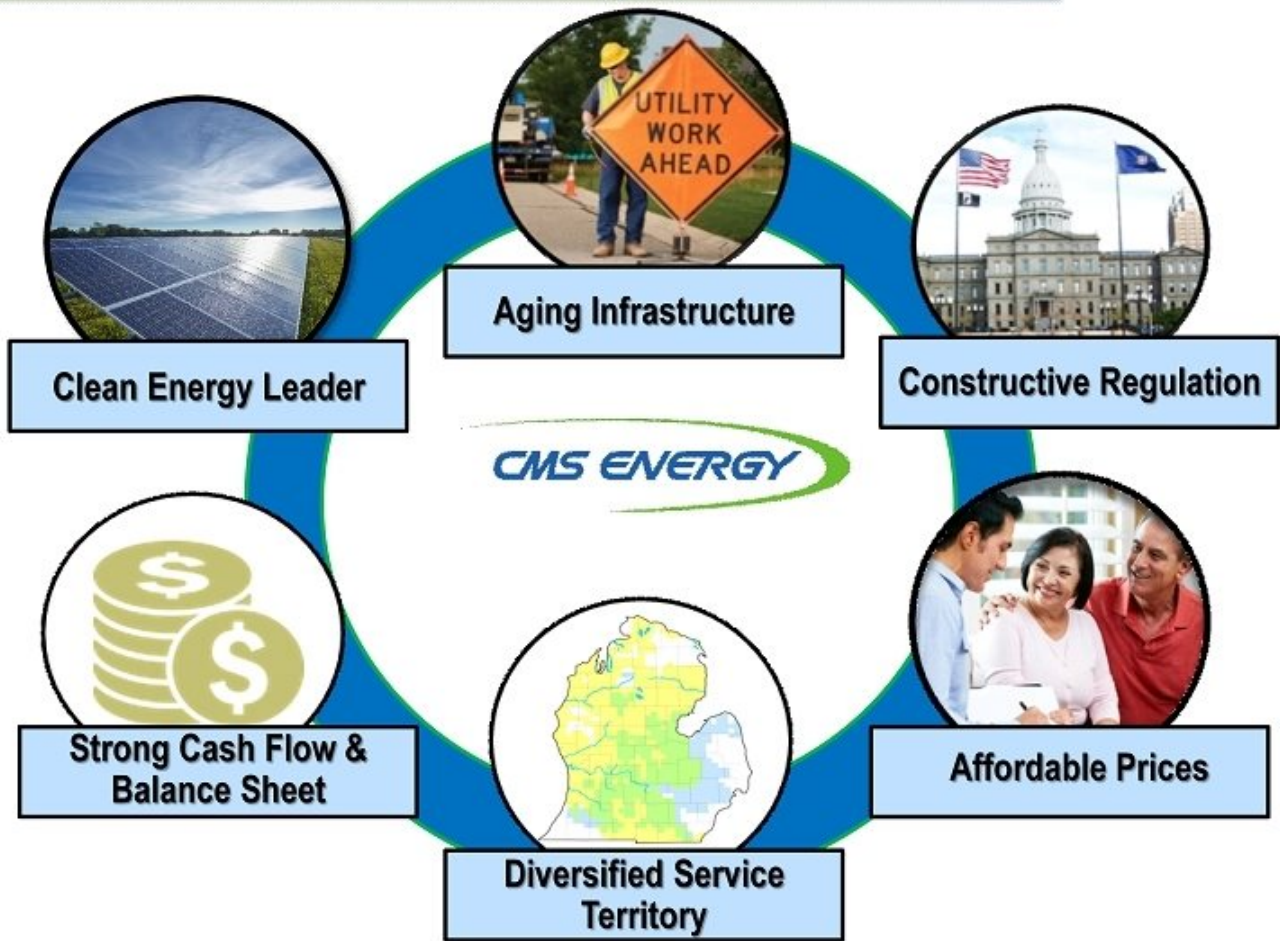 UTILITY
WORK
AHEAD
Aging Infrastructure
Clean Energy Leader
Constructive Regulation
CMS ENERGY
$
$
Strong Cash Flow &
Balance Sheet
Affordable Prices
Diversified Service
Territory